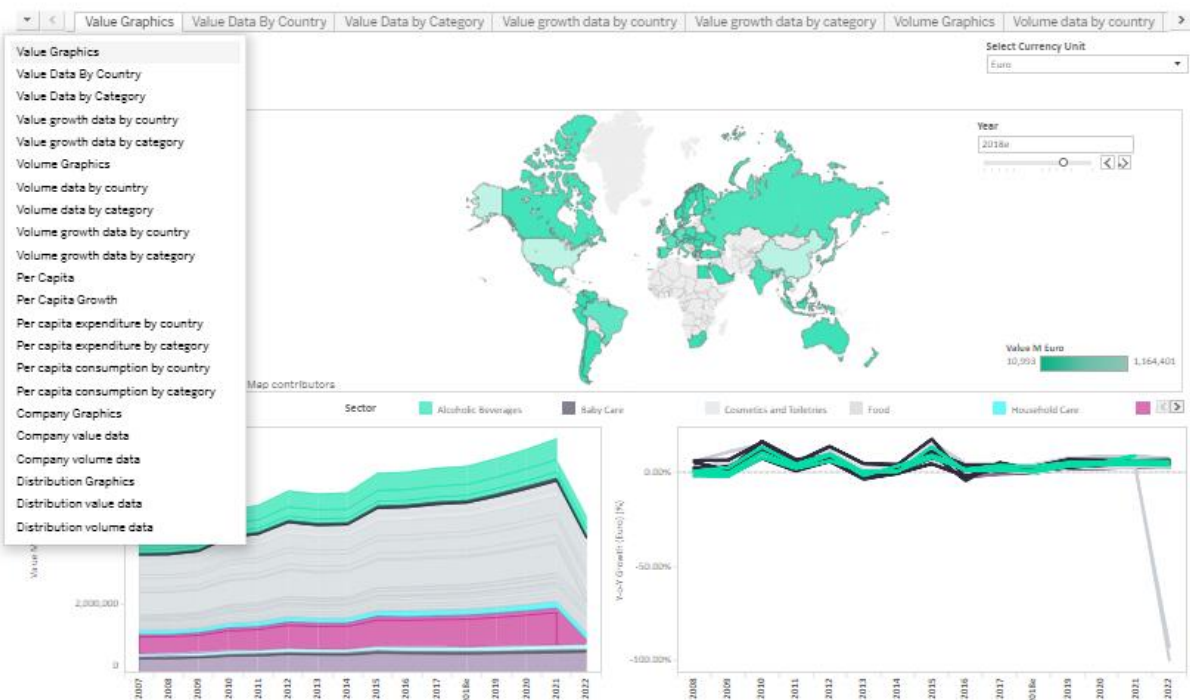 Value Graphics
Value Data By Country
Value Data by Category
Value growth data by country
Value growth data by category
Volume Graphics
Volume data by country
Value Graphics
Value Data By Country
Value Data by Category
Value growth data by country
Value growth data by category
Volume Graphics
Volume data by country
Volume data by category
Volume growth data by country
Volume growth data by category
Per Capita
Per Capita Growth
Per capita expenditure by country
Per capita expenditure by category
Per capita consumption by country
Per capita consumption by category
Company Graphics
Company value data
Company volume data
Distribution Graphics
Distribution value data
Distribution volume data
Select Currency Unit
Euro
Year
2018e
Value M Euro
10,993
1,164,401
Map contributors
Sector
Alcoholic Beverages
Baby Care
Cosmetics and Toiletries
Food
Household Care
Value M
2,000,000
0
2007
2008
2009
2010
2011
2012
2013
2014
2015
2016
2017
2018e
2019
2020
2021
2022
Y-o-Y Growth (Euro) (%)
0.00%
-50.00%
-100.00%
2008
2009
2010
2011
2012
2013
2014
2015
2016
2017
2018e
2019
2020
2021
2022